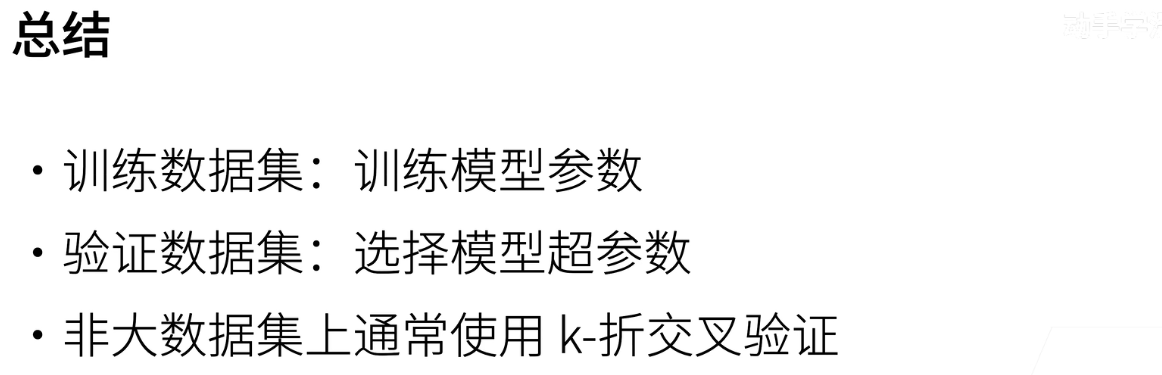 总结
• 训练数据集：训练模型参数
• 验证数据集：选择模型超参数
• 非大数据集上通常使用 k-折交叉验证